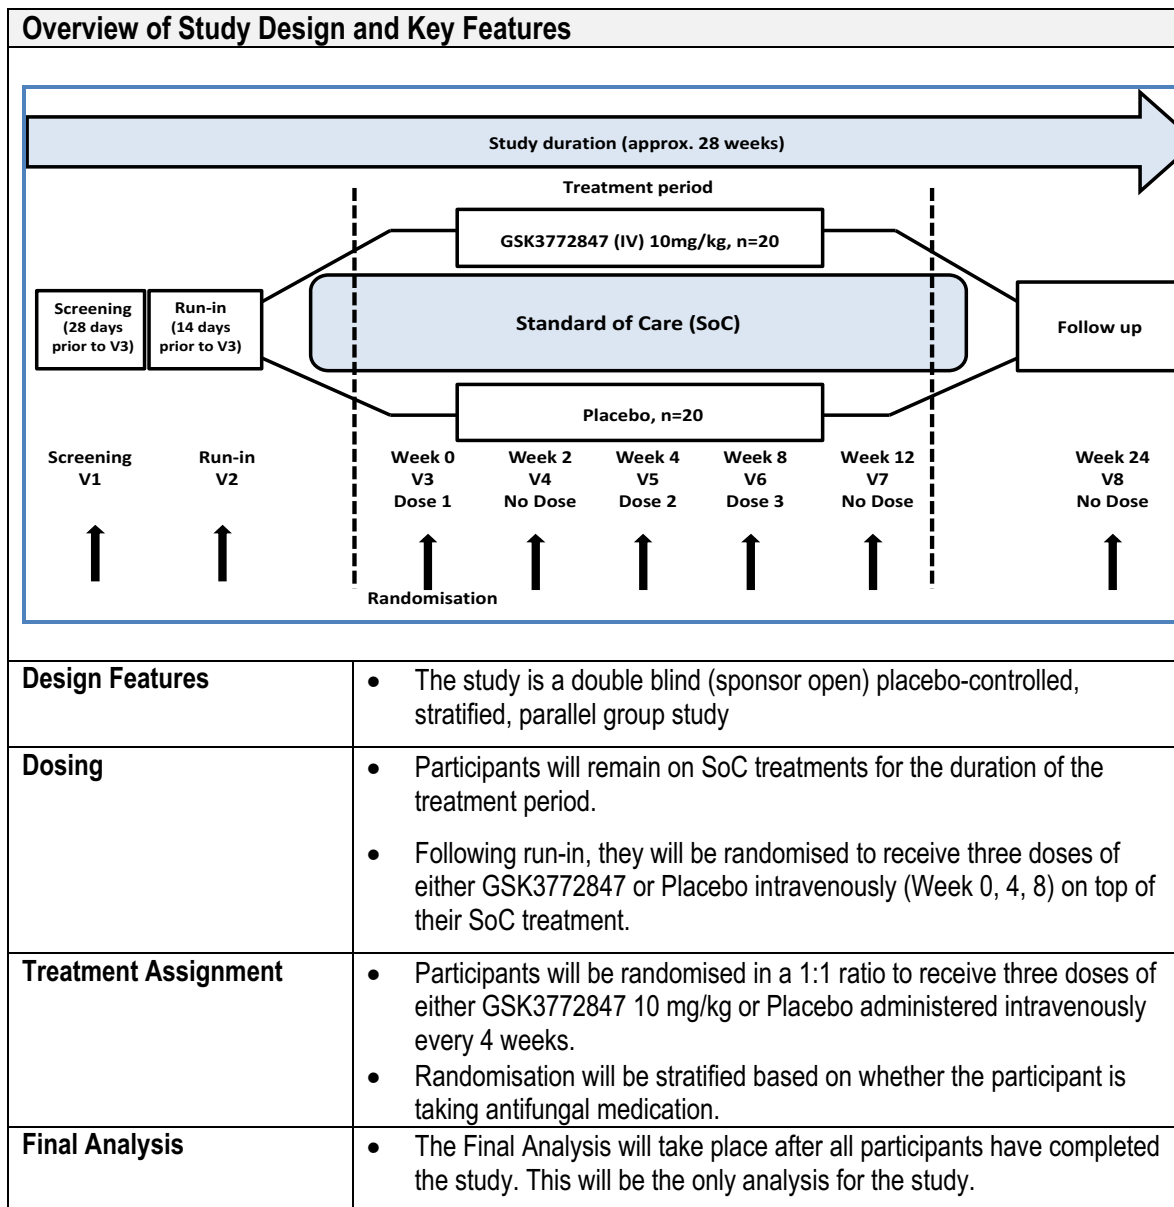 Overview of Study Design and Key Features
Study duration (approx. 28 weeks)
Treatment period
GSK3772847 (IV) 10mg/kg, n=20
Screening
(28 days
prior to V3)
Run-in
(14 days
prior to V3)
Standard of Care (SoC)
Follow up
Placebo, n=20
Screening
V1
Run-in
V2
Week 0
V3
Dose 1
Week 2
V4
No Dose
Week 4
V5
Dose 2
Week 8
V6
Dose 3
Week 12
V7
No Dose
Week 24
V8
No Dose
Randomisation
Design Features
• The study is a double blind (sponsor open) placebo-controlled,
stratified, parallel group study
Dosing
• Participants will remain on SoC treatments for the duration of the
treatment period.
• Following run-in, they will be randomised to receive three doses of
either GSK3772847 or Placebo intravenously (Week 0, 4, 8) on top of
their SoC treatment.
Treatment Assignment
• Participants will be randomised in a 1:1 ratio to receive three doses of
either GSK3772847 10 mg/kg or Placebo administered intravenously
every 4 weeks.
• Randomisation will be stratified based on whether the participant is
taking antifungal medication.
Final Analysis
• The Final Analysis will take place after all participants have completed
the study. This will be the only analysis for the study.